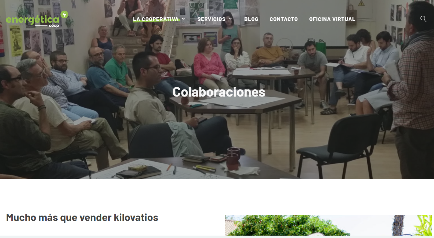 energética
LA COOPERATIVA
SERVICIOS
BLOG
CONTACTO
OFICINA VIRTUAL
Colaboraciones
Mucho más que vender kilovatios